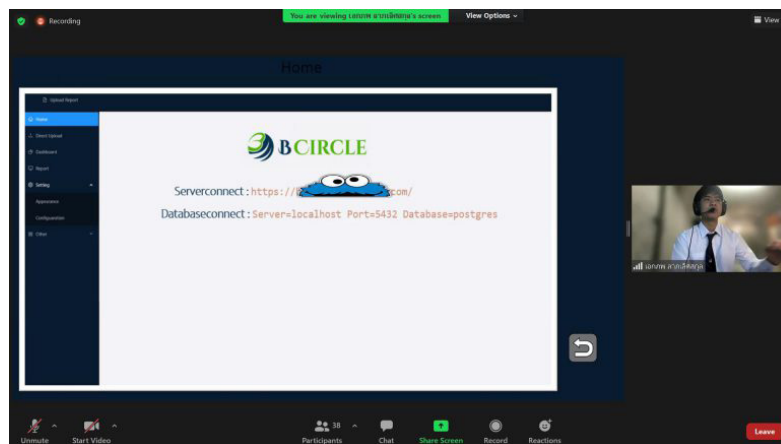 Recording
You are viewing เอกภพ ลาภเลิศสกุล's screen
View Options
View
Home
Upload Report
Home
Direct Upload
Dashboard
Report
Setting
Appearance
Configuration
Other
BCIRCLE
Serverconnect : https://
com/
Databaseconnect : Server=localhost Port=5432 Database=postgres
เอกภพ ลาภเลิศสกุล
Unmute
Start Video
38
Participants
Chat
Share Screen
Record
Reactions
Leave